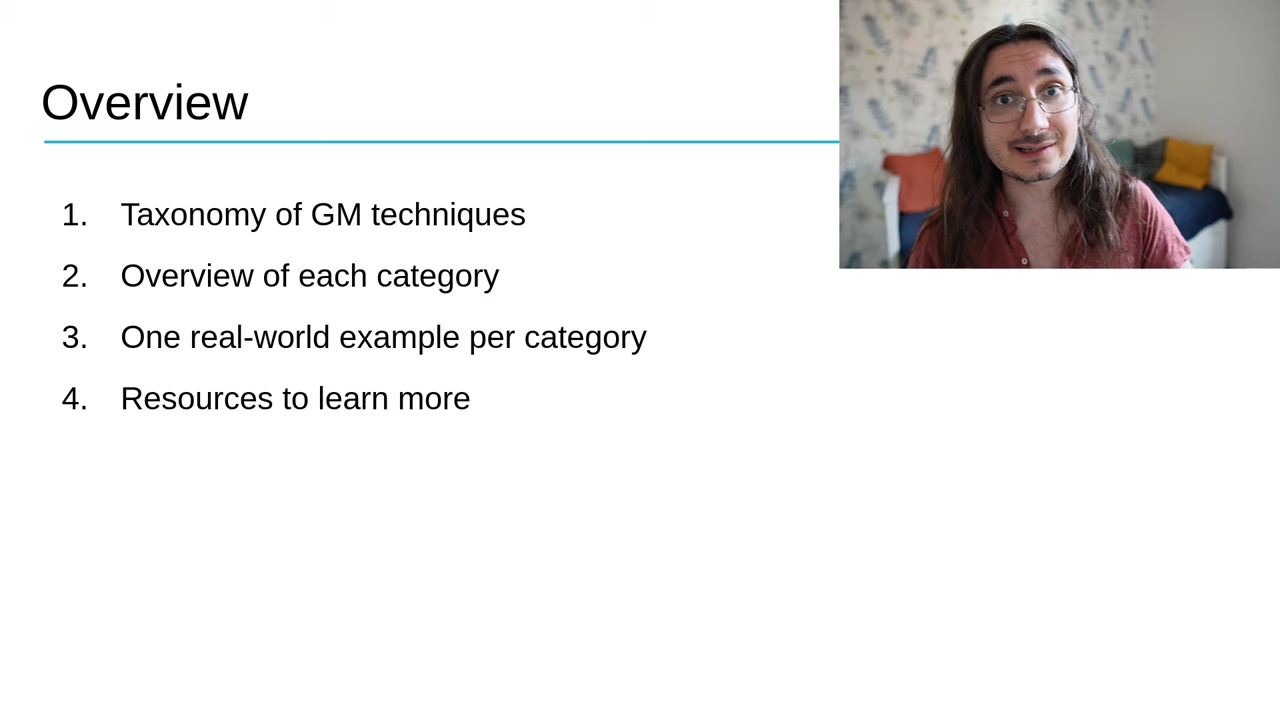 Overview
1. Taxonomy of GM techniques
2. Overview of each category
3. One real-world example per category
4. Resources to learn more